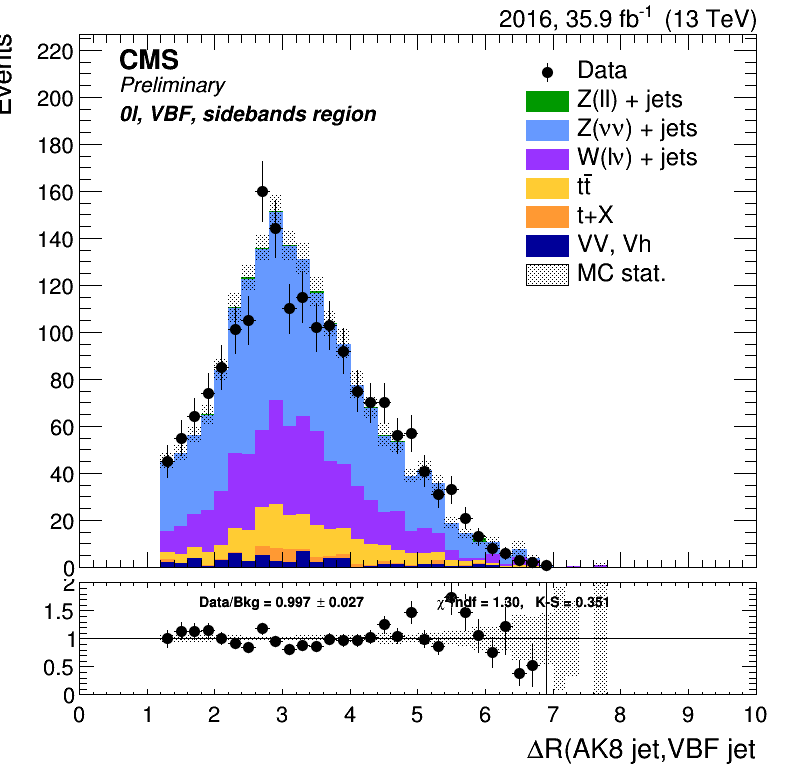 2016, 35.9 fb⁻¹ (13 TeV)
Events
CMS
Preliminary
0l, VBF, sidebands region
Data
Z(ll) + jets
Z(νν) + jets
W(lν) + jets
tt̄
t+X
VV, Vh
MC stat.
220
200
180
160
140
120
100
80
60
40
20
0
Data/Bkg = 0.997 ± 0.027
ndf = 1.30, K-S = 0.351
2
1.5
1
0.5
0
0 1 2 3 4 5 6 7 8 9 10
ΔR(AK8 jet,VBF jet